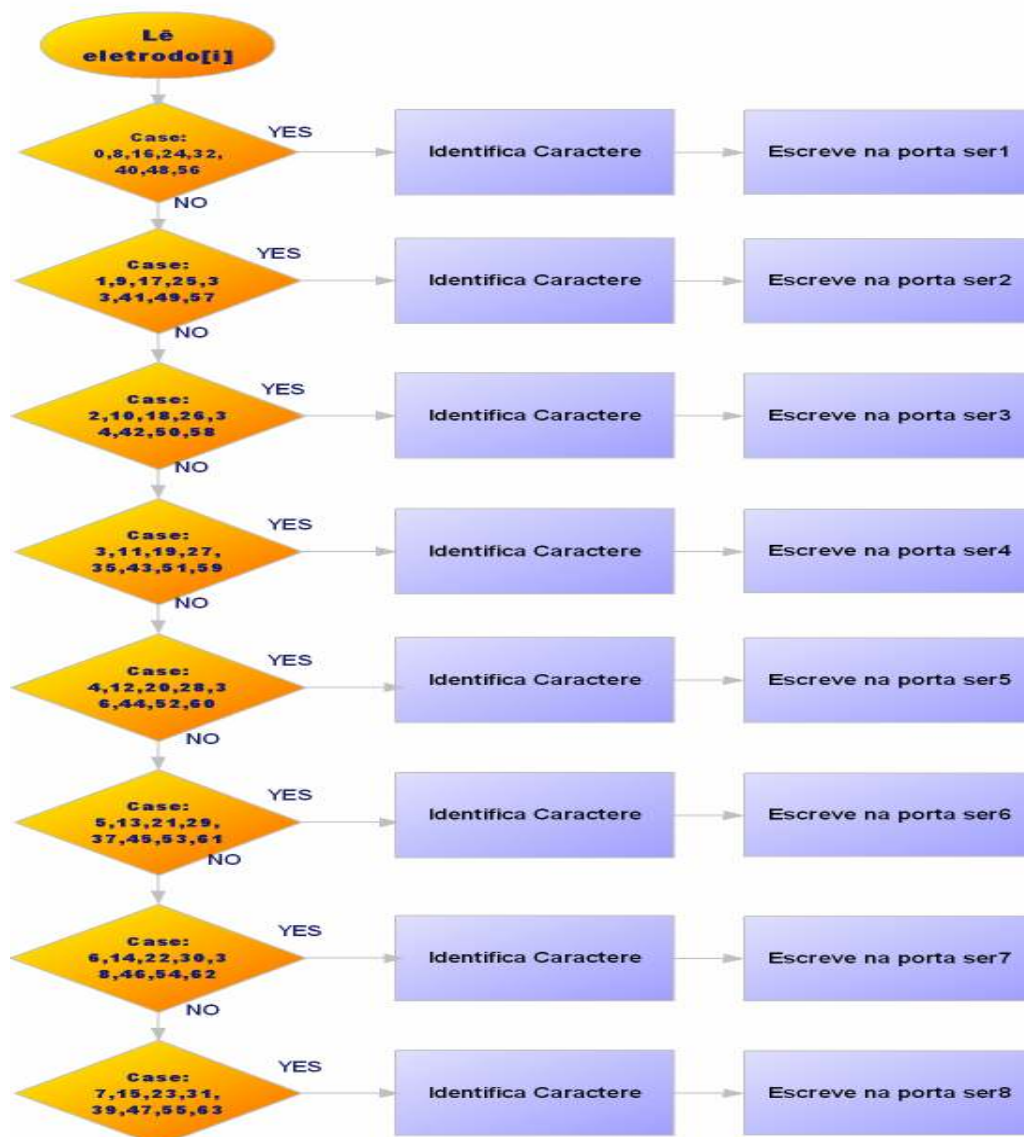 Lê
eletrodo[i]
Case:
0,8,16,24,32,
40,48,56
YES
Identifica Caractere
Escreve na porta ser1
NO
Case:
1,9,17,25,3
3,41,49,57
YES
Identifica Caractere
Escreve na porta ser2
NO
Case:
2,10,18,26,3
4,42,50,58
YES
Identifica Caractere
Escreve na porta ser3
NO
Case:
3,11,19,27,
35,43,51,59
YES
Identifica Caractere
Escreve na porta ser4
NO
Case:
4,12,20,28,3
6,44,52,60
YES
Identifica Caractere
Escreve na porta ser5
NO
Case:
5,13,21,29,
37,45,53,61
YES
Identifica Caractere
Escreve na porta ser6
NO
Case:
6,14,22,30,3
8,46,54,62
YES
Identifica Caractere
Escreve na porta ser7
NO
Case:
7,15,23,31,
39,47,55,63
YES
Identifica Caractere
Escreve na porta ser8